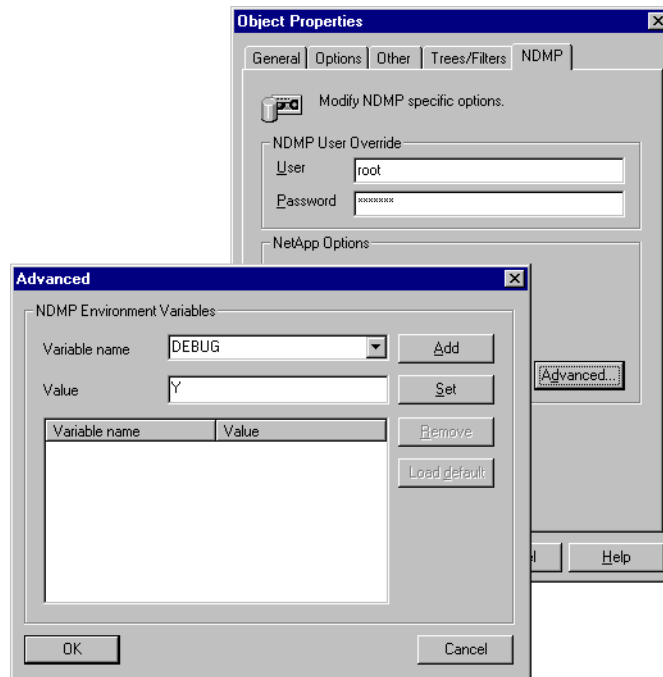 Object Properties
General Options Other Trees/Filters NDMP
Modify NDMP specific options.
NDMP User Override
User root
Password *******
NetApp Options
Advanced...
Help
Advanced
NDMP Environment Variables
Variable name DEBUG Add
Value Y Set
Variable name Value Remove
Load default
OK Cancel